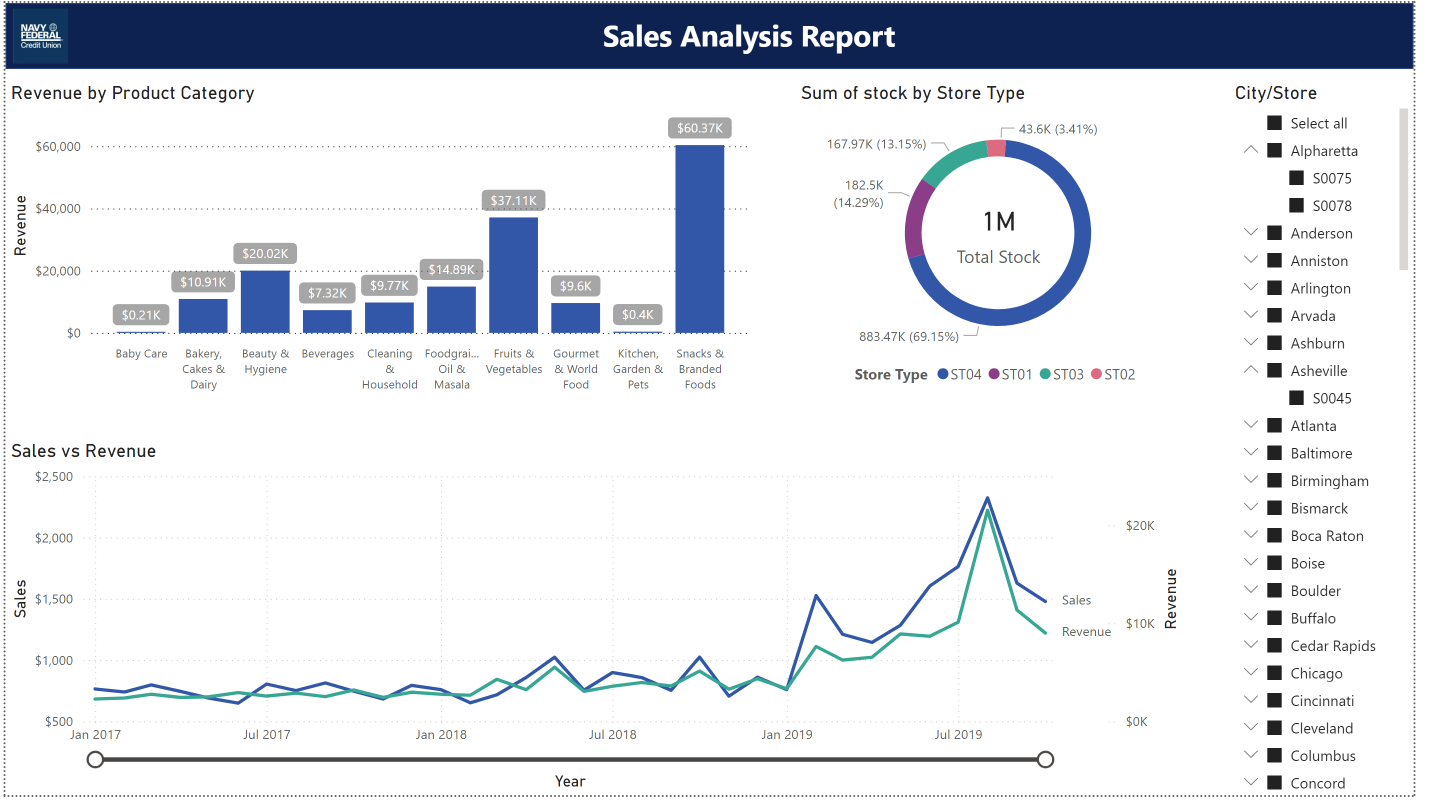 NAVY
FEDERAL
Credit Union
Sales Analysis Report
Revenue by Product Category
Revenue
$60,000
$40,000
$20,000
$0
$0.21K
$10.91K
$20.02K
$7.32K
$9.77K
$14.89K
$37.11K
$9.6K
$0.4K
$60.37K
Baby Care
Bakery,
Cakes &
Dairy
Beauty &
Hygiene
Beverages
Cleaning
&
Household
Foodgrai...
Oil &
Masala
Fruits &
Vegetables
Gourmet
& World
Food
Kitchen,
Garden &
Pets
Snacks &
Branded
Foods
Sum of stock by Store Type
43.6K (3.41%)
167.97K (13.15%)
182.5K
(14.29%)
1M
Total Stock
883.47K (69.15%)
Store Type ST04 ST01 ST03 ST02
Sales vs Revenue
Sales
$2,500
$2,000
$1,500
$1,000
$500
$20K
$10K
$0K
Revenue
Sales
Revenue
Jan 2017
Jul 2017
Jan 2018
Jul 2018
Jan 2019
Jul 2019
Year
City/Store
Select all
Alpharetta
S0075
S0078
Anderson
Anniston
Arlington
Arvada
Ashburn
Asheville
S0045
Atlanta
Baltimore
Birmingham
Bismarck
Boca Raton
Boise
Boulder
Buffalo
Cedar Rapids
Chicago
Cincinnati
Cleveland
Columbus
Concord